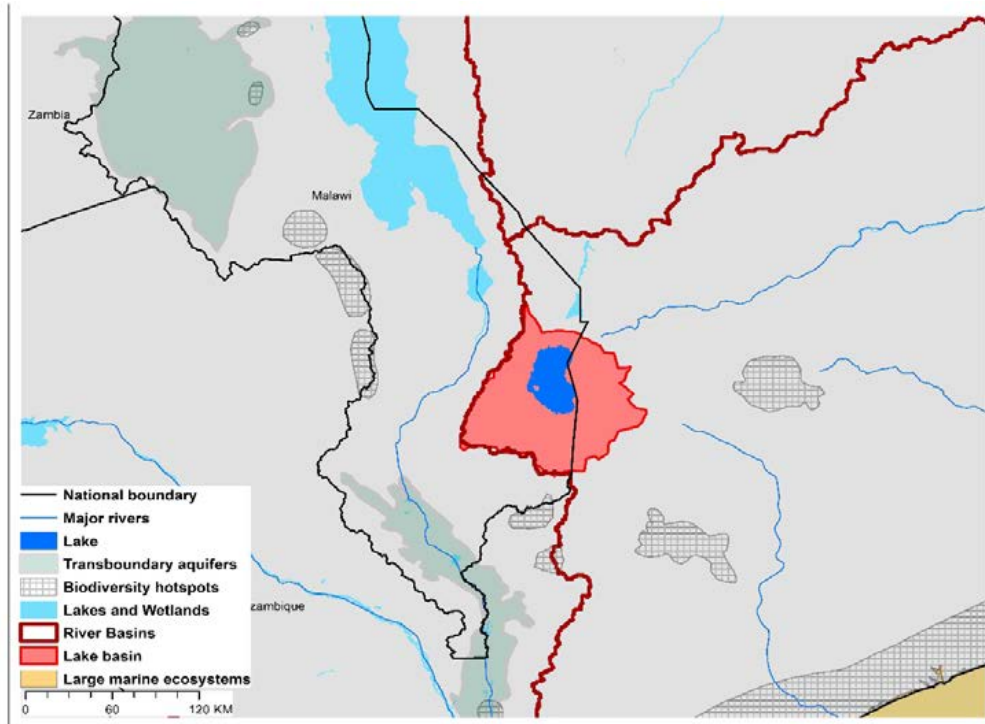 Zambia
Malawi
National boundary
Major rivers
Lake
Transboundary aquifers
Biodiversity hotspots
Lakes and Wetlands
zambique
River Basins
Lake basin
Large marine ecosystems
0 60 120 KM